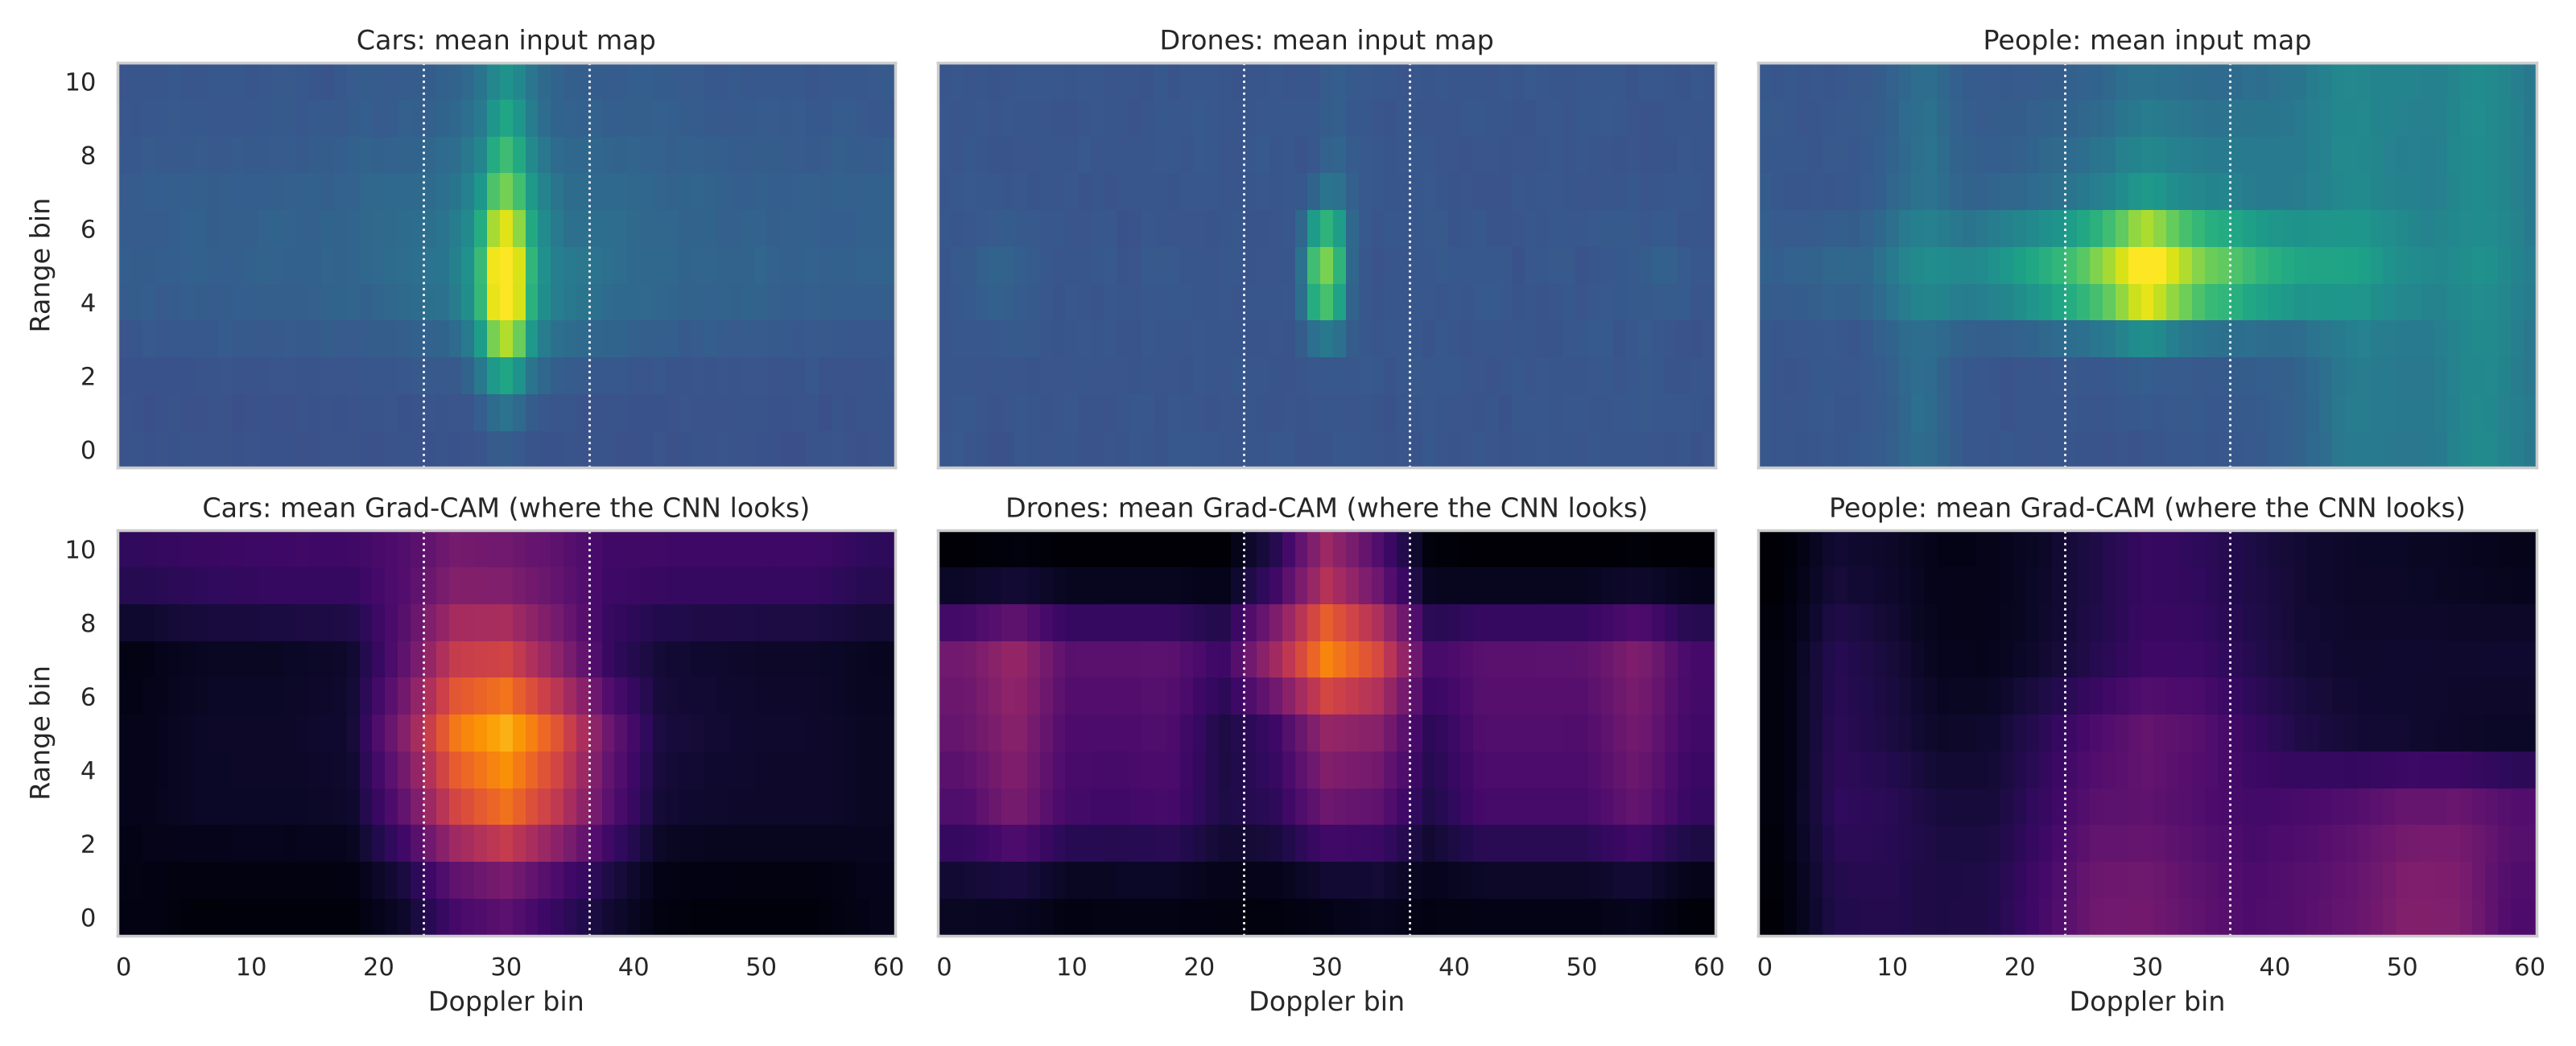 Cars: mean input map
Drones: mean input map
People: mean input map
10
8
6
4
2
0
Range bin
Cars: mean Grad-CAM (where the CNN looks)
Drones: mean Grad-CAM (where the CNN looks)
People: mean Grad-CAM (where the CNN looks)
10
8
6
4
2
0
Range bin
0 10 20 30 40 50 60
0 10 20 30 40 50 60
0 10 20 30 40 50 60
Doppler bin
Doppler bin
Doppler bin